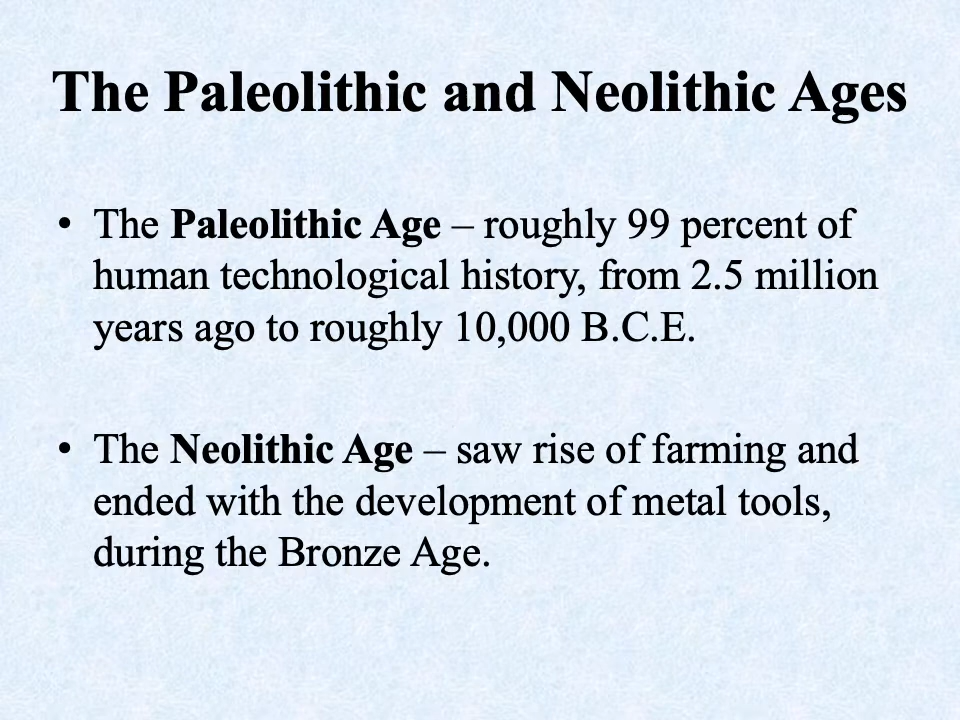 The Paleolithic and Neolithic Ages
• The Paleolithic Age – roughly 99 percent of
human technological history, from 2.5 million
years ago to roughly 10,000 B.C.E.
• The Neolithic Age – saw rise of farming and
ended with the development of metal tools,
during the Bronze Age.